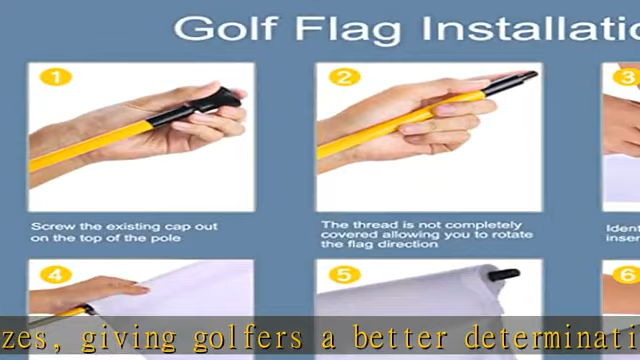 Golf Flag Installatio
1
2
3
Screw the existing cap out
on the top of the pole
The thread is not completely
covered allowing you to rotate
the flag direction
Ident
inser
4
5
6
zes, giving golfers a better determinati